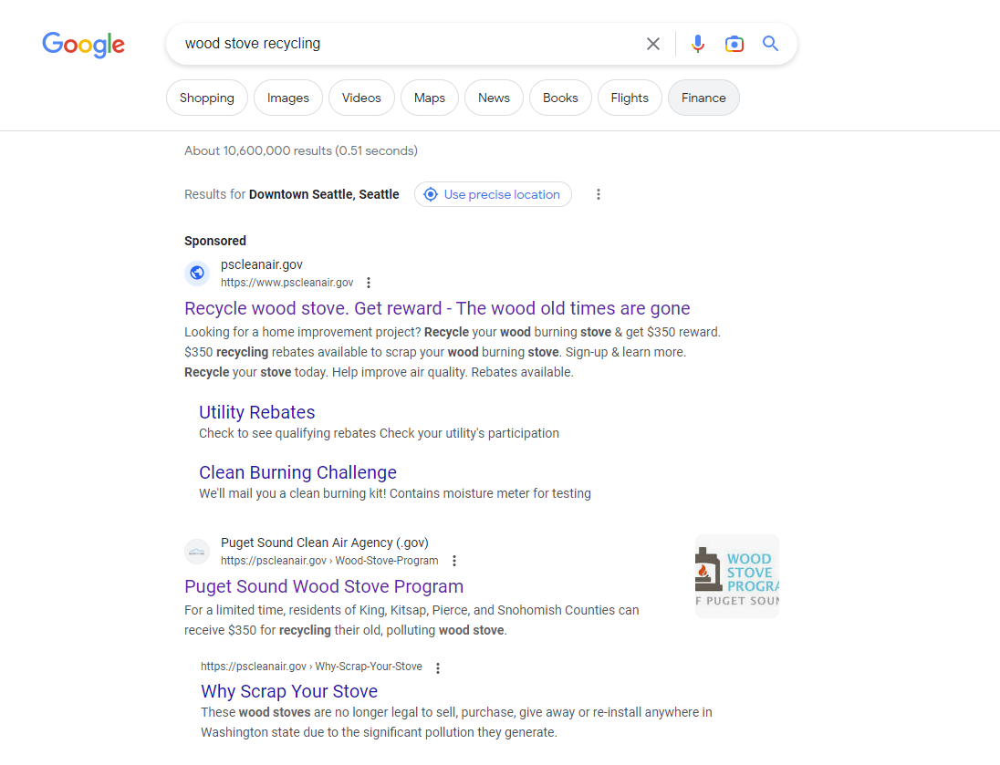 Google
wood stove recycling
Shopping Images Videos Maps News Books Flights Finance
About 10,600,000 results (0.51 seconds)
Results for Downtown Seattle, Seattle Use precise location
Sponsored
pscleanair.gov
https://www.pscleanair.gov
Recycle wood stove. Get reward - The wood old times are gone
Looking for a home improvement project? Recycle your wood burning stove & get $350 reward.
$350 recycling rebates available to scrap your wood burning stove. Sign-up & learn more.
Recycle your stove today. Help improve air quality. Rebates available.
Utility Rebates
Check to see qualifying rebates Check your utility's participation
Clean Burning Challenge
We'll mail you a clean burning kit! Contains moisture meter for testing
Puget Sound Clean Air Agency (.gov)
https://pscleanair.gov › Wood-Stove-Program
Puget Sound Wood Stove Program
For a limited time, residents of King, Kitsap, Pierce, and Snohomish Counties can
receive $350 for recycling their old, polluting wood stove.
WOOD
STOVE
PROGRA
F PUGET SOUN
https://pscleanair.gov › Why-Scrap-Your-Stove
Why Scrap Your Stove
These wood stoves are no longer legal to sell, purchase, give away or re-install anywhere in
Washington state due to the significant pollution they generate.